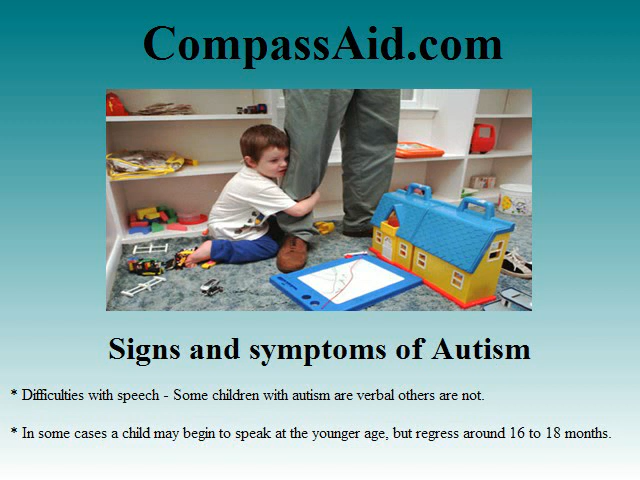 CompassAid.com
Signs and symptoms of Autism
* Difficulties with speech - Some children with autism are verbal others are not.
* In some cases a child may begin to speak at the younger age, but regress around 16 to 18 months.